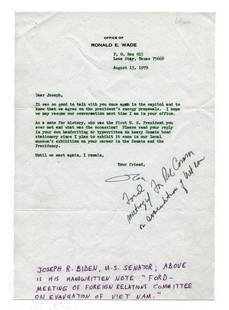 OFFICE OF
RONALD E. WADE
P. O. Box 612
Lone Star, Texas 75668
August 13, 1979
Dear Joseph,
It was so good to talk with you once again in the capital and to know
that we agree on the president's energy proposals. I hope we
may resume our conversation next time I am in your office.
As a note for history, who was the first U. S. President you
ever met and what was the occasion? Please send your reply
in your own handwriting or typewritten on heavy Senate bond
stationery since I plan to exhibit it soon in our local
museum's exhibition on your career in the Senate and the
Presidency.
Until we meet again, I remain,
Your friend,
Ron
Ford
meeting For Rel Comm
on evacuation of Viet Nam
JOSEPH R. BIDEN, U.S. SENATOR; ABOVE
IS HIS HANDWRITTEN NOTE "FORD-
MEETING OF FOREIGN RELATIONS COMMITTEE
ON EVACUATION OF VIET NAM."